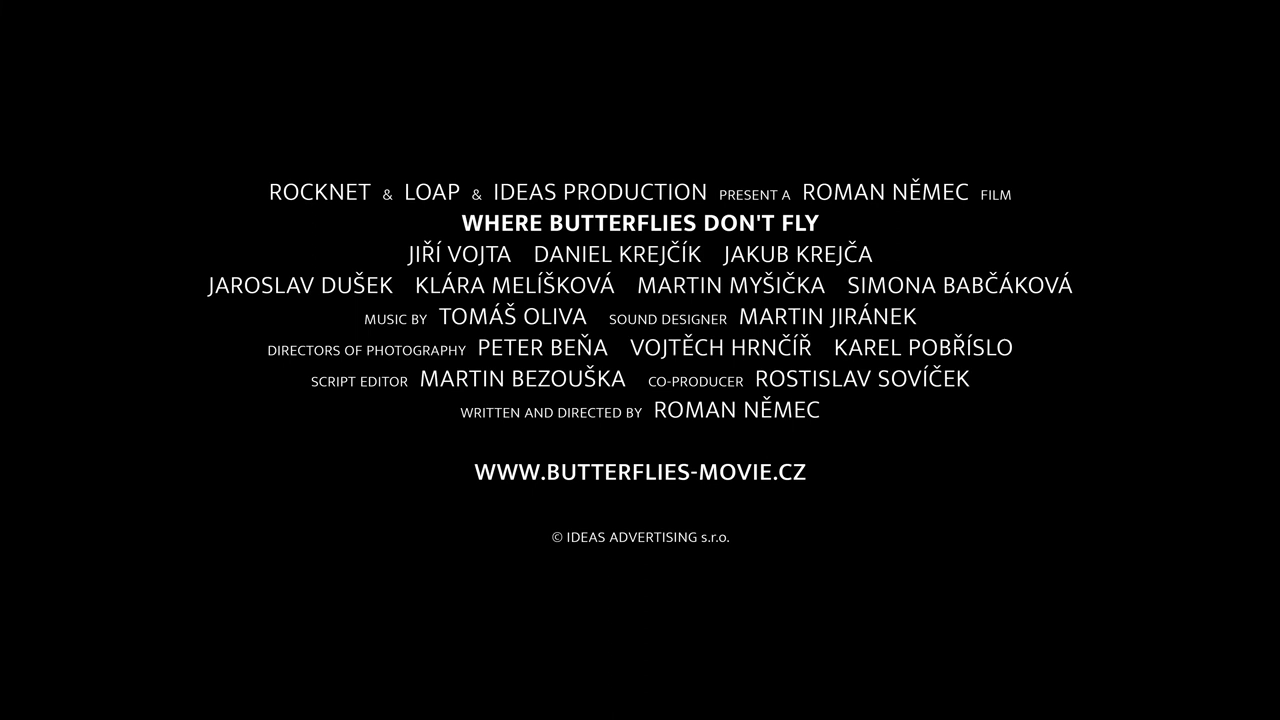 ROCKNET & LOAP & IDEAS PRODUCTION PRESENT A ROMAN NĚMEC FILM
WHERE BUTTERFLIES DON'T FLY
JIŘÍ VOJTA DANIEL KREJČÍK JAKUB KREJČA
JAROSLAV DUŠEK KLÁRA MELÍŠKOVÁ MARTIN MYŠIČKA SIMONA BABČÁKOVÁ
MUSIC BY TOMÁŠ OLIVA SOUND DESIGNER MARTIN JIRÁNEK
DIRECTORS OF PHOTOGRAPHY PETER BEŇA VOJTĚCH HRNČÍŘ KAREL POBŘÍSLO
SCRIPT EDITOR MARTIN BEZOUŠKA CO-PRODUCER ROSTISLAV SOVÍČEK
WRITTEN AND DIRECTED BY ROMAN NĚMEC
WWW.BUTTERFLIES-MOVIE.CZ
© IDEAS ADVERTISING s.r.o.